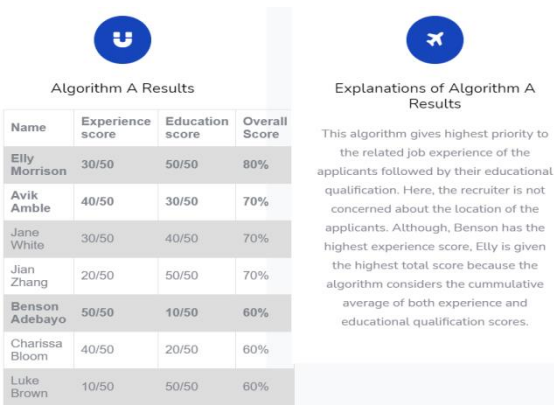 Algorithm A Results
Name Experience score Education score Overall Score
Elly Morrison 30/50 50/50 80%
Avik Amble 40/50 30/50 70%
Jane White 30/50 40/50 70%
Jian Zhang 20/50 50/50 70%
Benson Adebayo 50/50 10/50 60%
Charissa Bloom 40/50 20/50 60%
Luke Brown 10/50 50/50 60%
Explanations of Algorithm A
Results
This algorithm gives highest priority to
the related job experience of the
applicants followed by their educational
qualification. Here, the recruiter is not
concerned about the location of the
applicants. Although, Benson has the
highest experience score, Elly is given
the highest total score because the
algorithm considers the cummulative
average of both experience and
educational qualification scores.